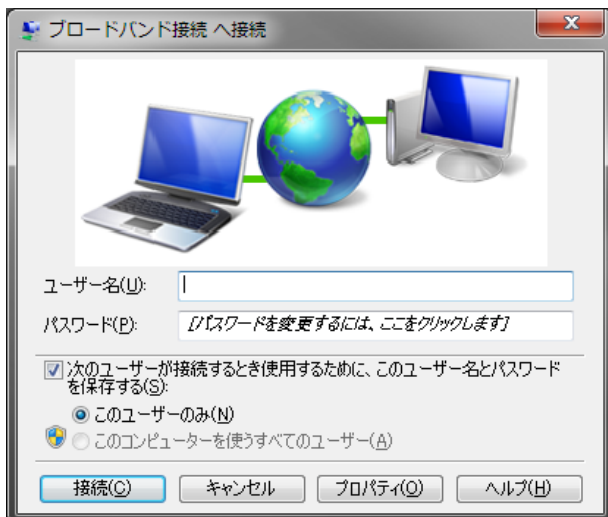 ブロードバンド接続 へ接続
ユーザー名(U):
パスワード(P): [パスワードを変更するには、ここをクリックします]
次のユーザーが接続するとき使用するために、このユーザー名とパスワード
を保存する(S):
このユーザーのみ(N)
このコンピューターを使うすべてのユーザー(A)
接続(C) キャンセル プロパティ(O) ヘルプ(H)